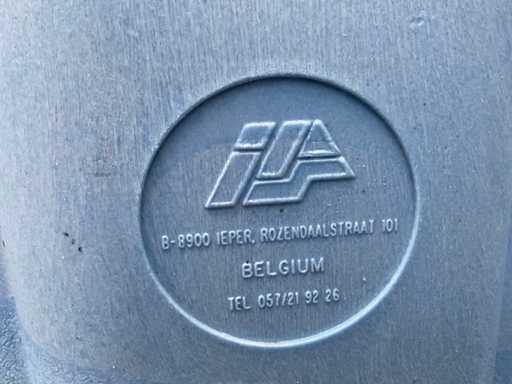 B-8900 IEPER, ROZENDAALSTRAAT 101
BELGIUM
TEL 057/21 92 26